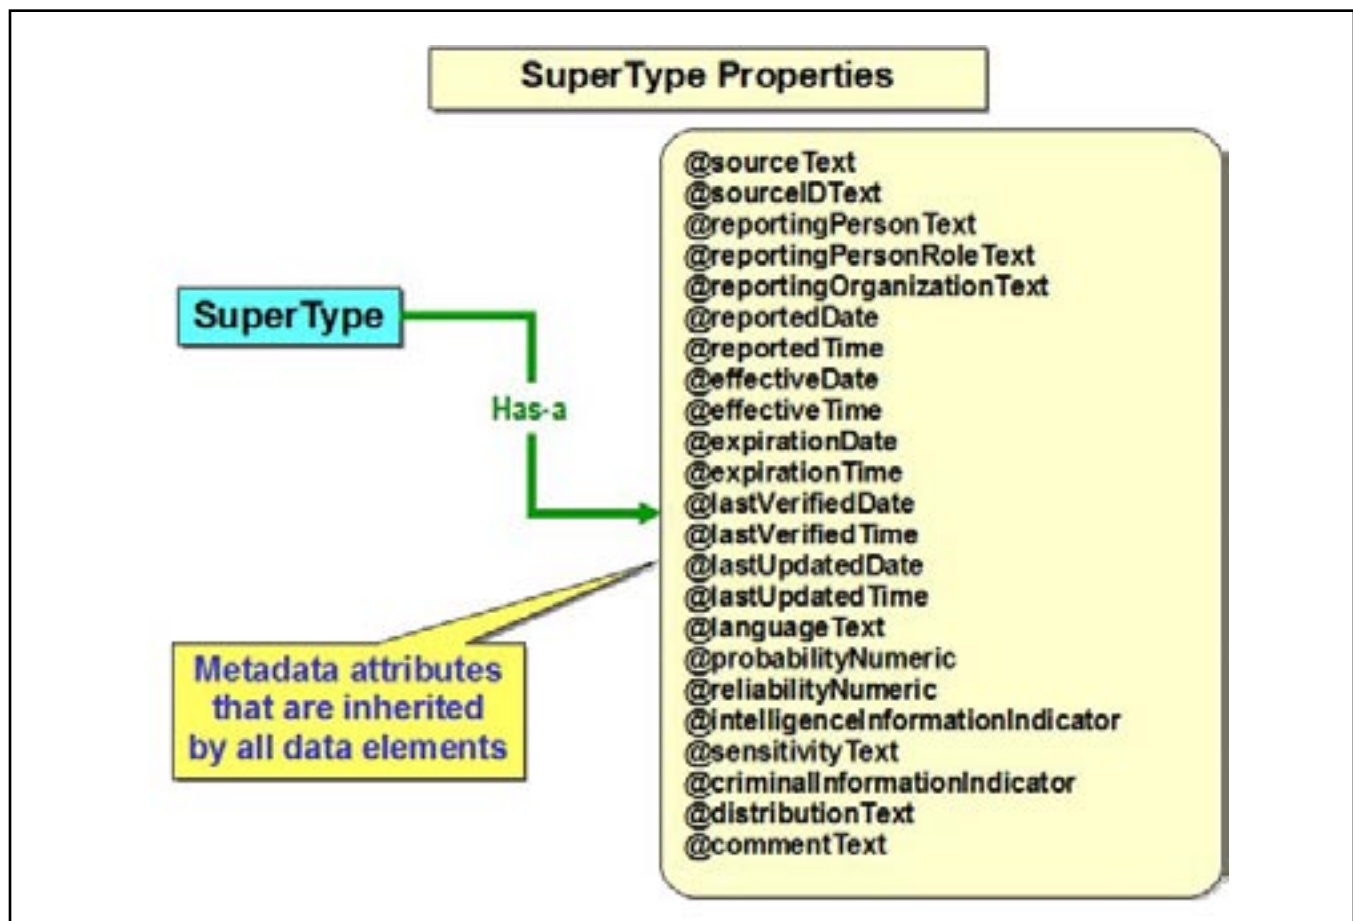 SuperType Properties
@sourceText
@sourceIDText
@reportingPersonText
@reportingPersonRoleText
@reportingOrganizationText
@reportedDate
@reportedTime
@effectiveDate
@effectiveTime
@expirationDate
@expirationTime
@lastVerifiedDate
@lastVerifiedTime
@lastUpdatedDate
@lastUpdatedTime
@languageText
@probabilityNumeric
@reliabilityNumeric
@intelligenceInformationIndicator
@sensitivityText
@criminalInformationIndicator
@distributionText
@commentText
SuperType
Has-a
Metadata attributes
that are inherited
by all data elements